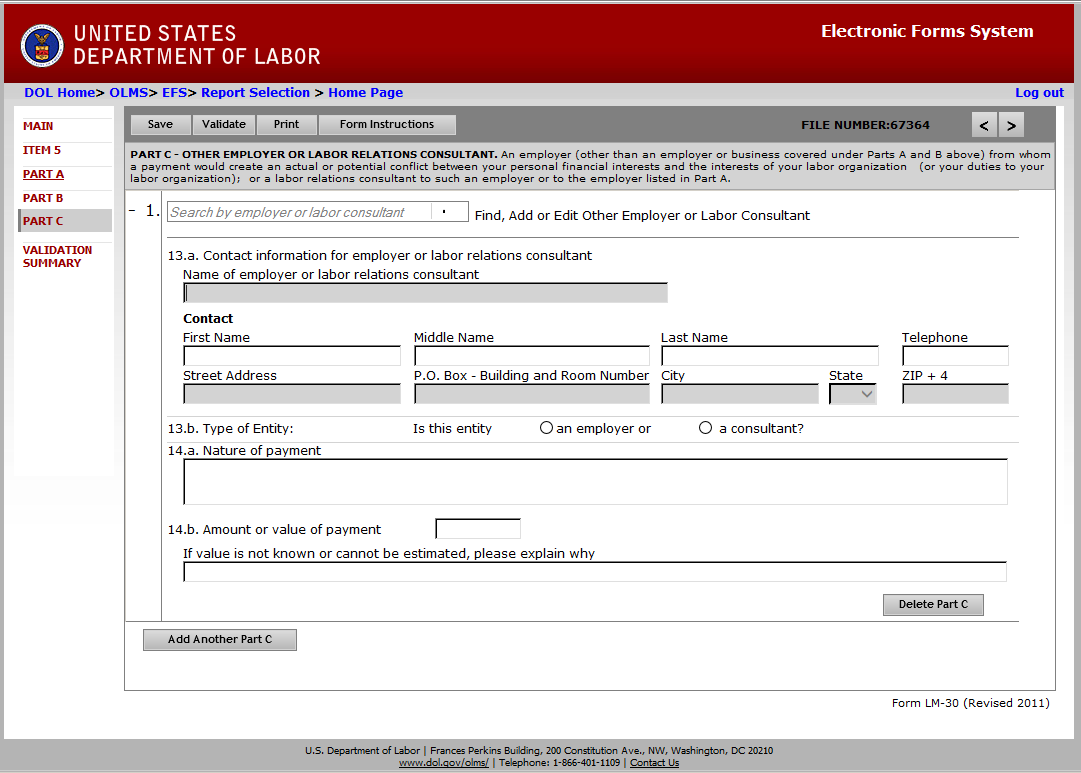 UNITED STATES
DEPARTMENT OF LABOR
Electronic Forms System
DOL Home> OLMS> EFS> Report Selection > Home Page
Log out
MAIN
ITEM 5
PART A
PART B
PART C
VALIDATION
SUMMARY
Save Validate Print Form Instructions FILE NUMBER:67364 < >
PART C - OTHER EMPLOYER OR LABOR RELATIONS CONSULTANT. An employer (other than an employer or business covered under Parts A and B above) from whom
a payment would create an actual or potential conflict between your personal financial interests and the interests of your labor organization (or your duties to your
labor organization); or a labor relations consultant to such an employer or to the employer listed in Part A.
- 1. Search by employer or labor consultant Find, Add or Edit Other Employer or Labor Consultant
13.a. Contact information for employer or labor relations consultant
Name of employer or labor relations consultant
Contact
First Name Middle Name Last Name Telephone
Street Address P.O. Box - Building and Room Number City State ZIP + 4
13.b. Type of Entity: Is this entity an employer or a consultant?
14.a. Nature of payment
14.b. Amount or value of payment
If value is not known or cannot be estimated, please explain why
Delete Part C
Add Another Part C
Form LM-30 (Revised 2011)
U.S. Department of Labor | Frances Perkins Building, 200 Constitution Ave., NW, Washington, DC 20210
www.dol.gov/olms/ | Telephone: 1-866-401-1109 | Contact Us